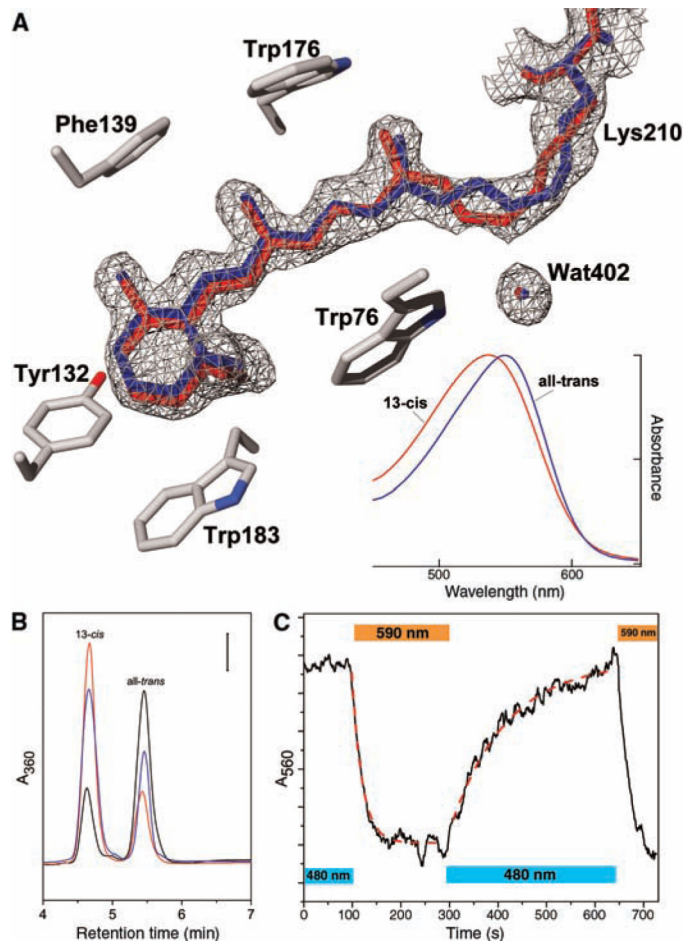 A
Trp176
Phe139
Lys210
Wat402
Trp76
Tyr132
Trp183
13-cis
all-trans
Absorbance
500
600
Wavelength (nm)
B
13-cis
all-trans
A360
4
5
6
7
Retention time (min)
C
590 nm
590 nm
A560
480 nm
480 nm
0
100
200
300
400
500
600
700
Time (s)